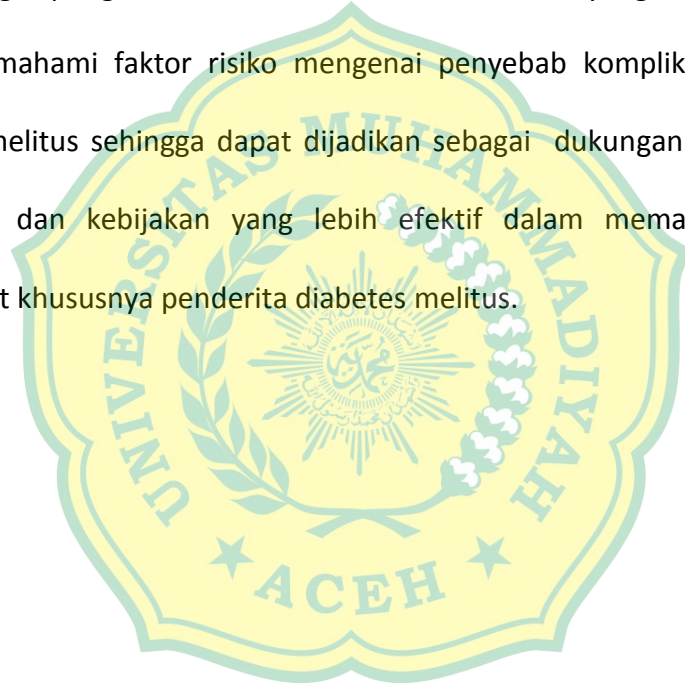 mahami faktor risiko mengenai penyebab komplik
melitus sehingga dapat dijadikan sebagai dukungan
dan kebijakan yang lebih efektif dalam mema
t khususnya penderita diabetes melitus.
UNIVERSITAS MUHAMMADIYAH
ACEH